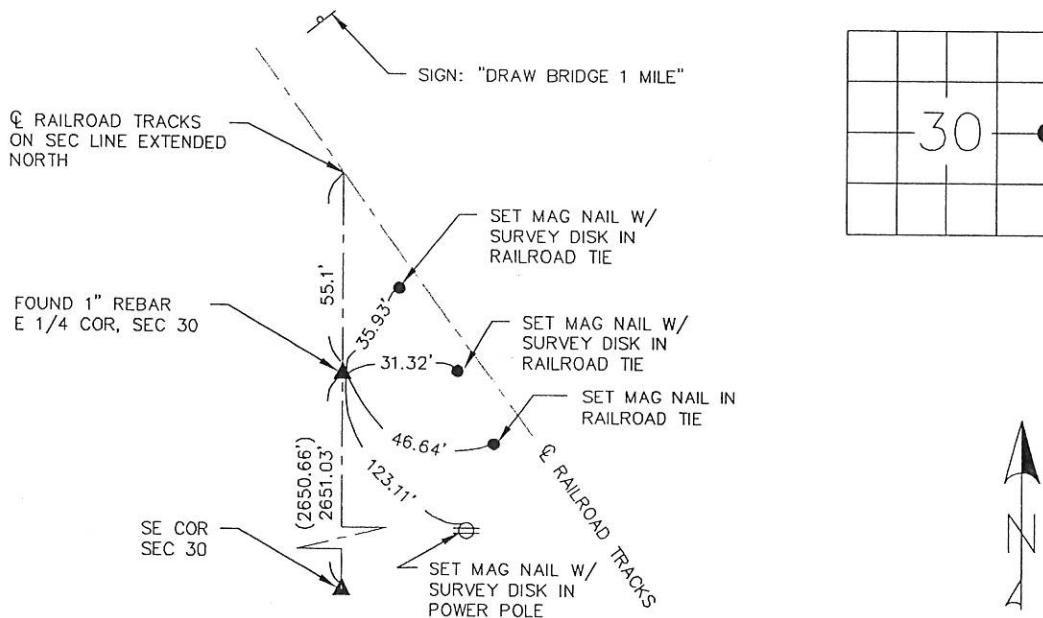 SIGN: "DRAW BRIDGE 1 MILE"
℄ RAILROAD TRACKS
ON SEC LINE EXTENDED
NORTH
30
SET MAG NAIL W/
SURVEY DISK IN
RAILROAD TIE
55.1'
35.93'
FOUND 1" REBAR
E 1/4 COR, SEC 30
SET MAG NAIL W/
SURVEY DISK IN
RAILROAD TIE
31.32'
SET MAG NAIL IN
RAILROAD TIE
46.64'
123.11'
℄ RAILROAD TRACKS
(2650.66')
2651.03'
SE COR
SEC 30
SET MAG NAIL W/
SURVEY DISK IN
POWER POLE
N